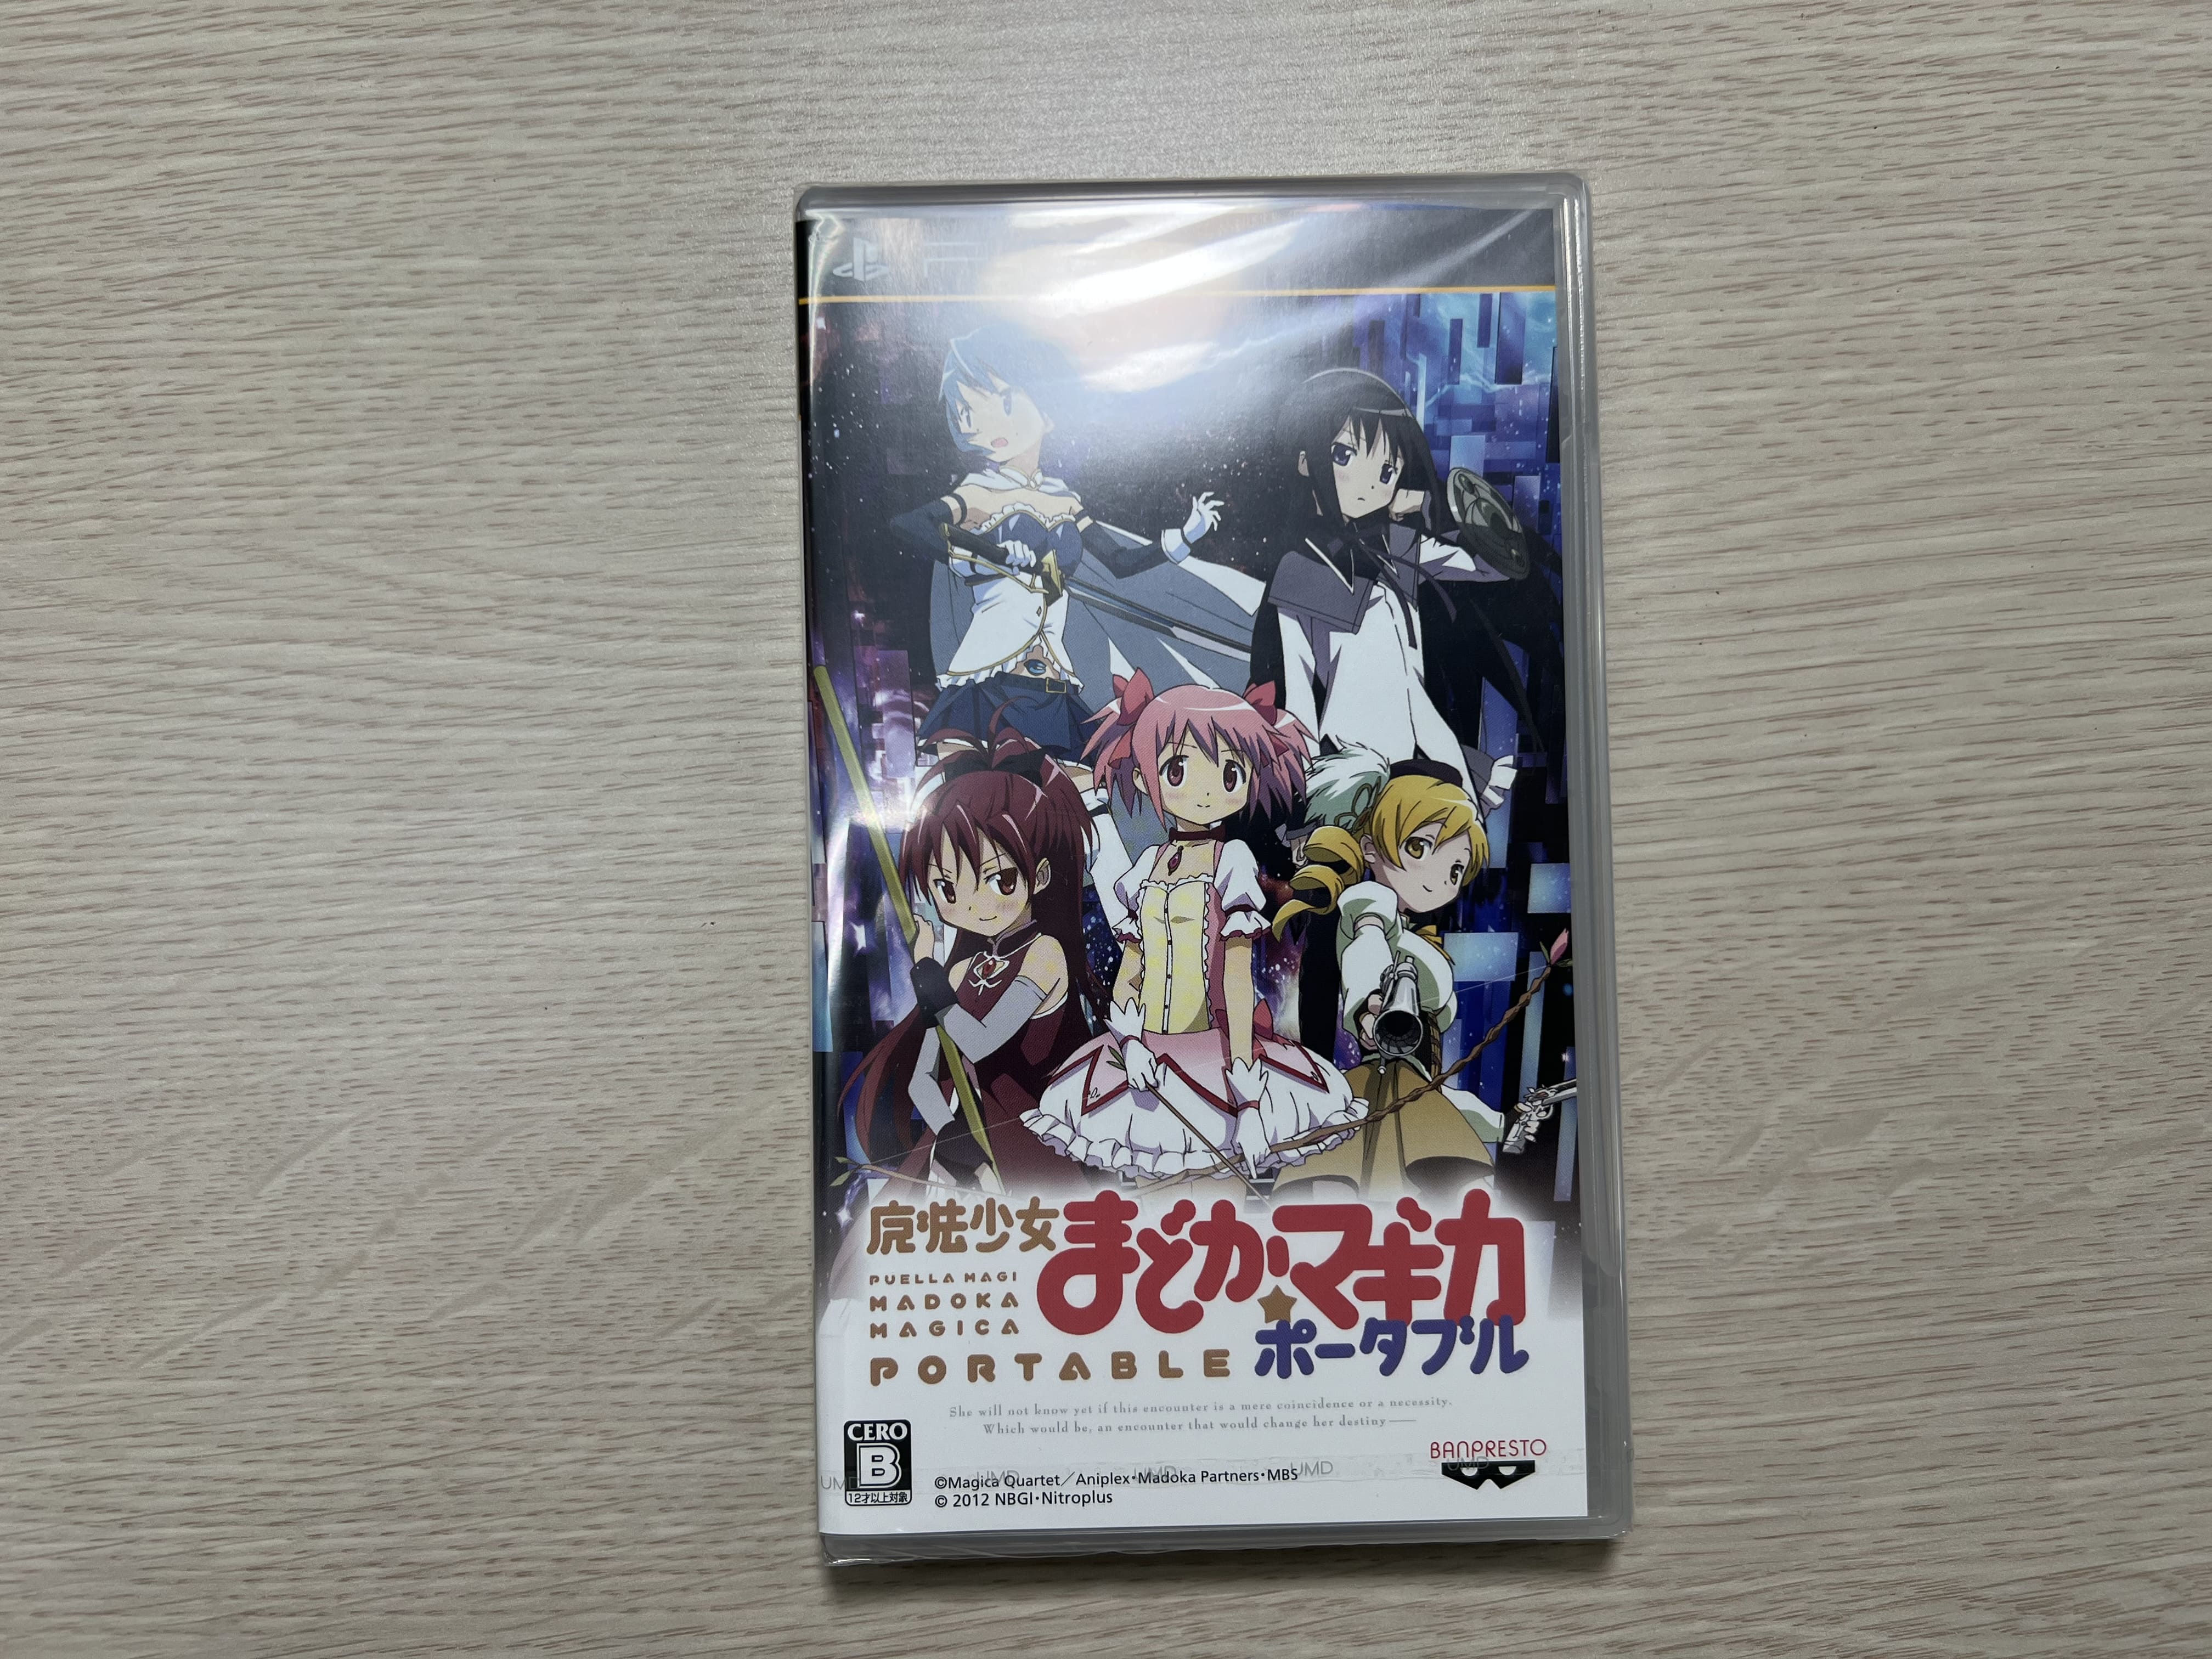 魔法少女
まどか☆マギカ
PUELLA MAGI
MADOKA
MAGICA
PORTABLE
ポータブル
She will not know yet if this encounter is a mere coincidence or a necessity.
Which would be, an encounter that would change her destiny——
CERO
B
12才以上対象
©Magica Quartet／Aniplex・Madoka Partners・MBS
© 2012 NBGI・Nitroplus
BANPRESTO
UMD UMD UMD UMD UMD